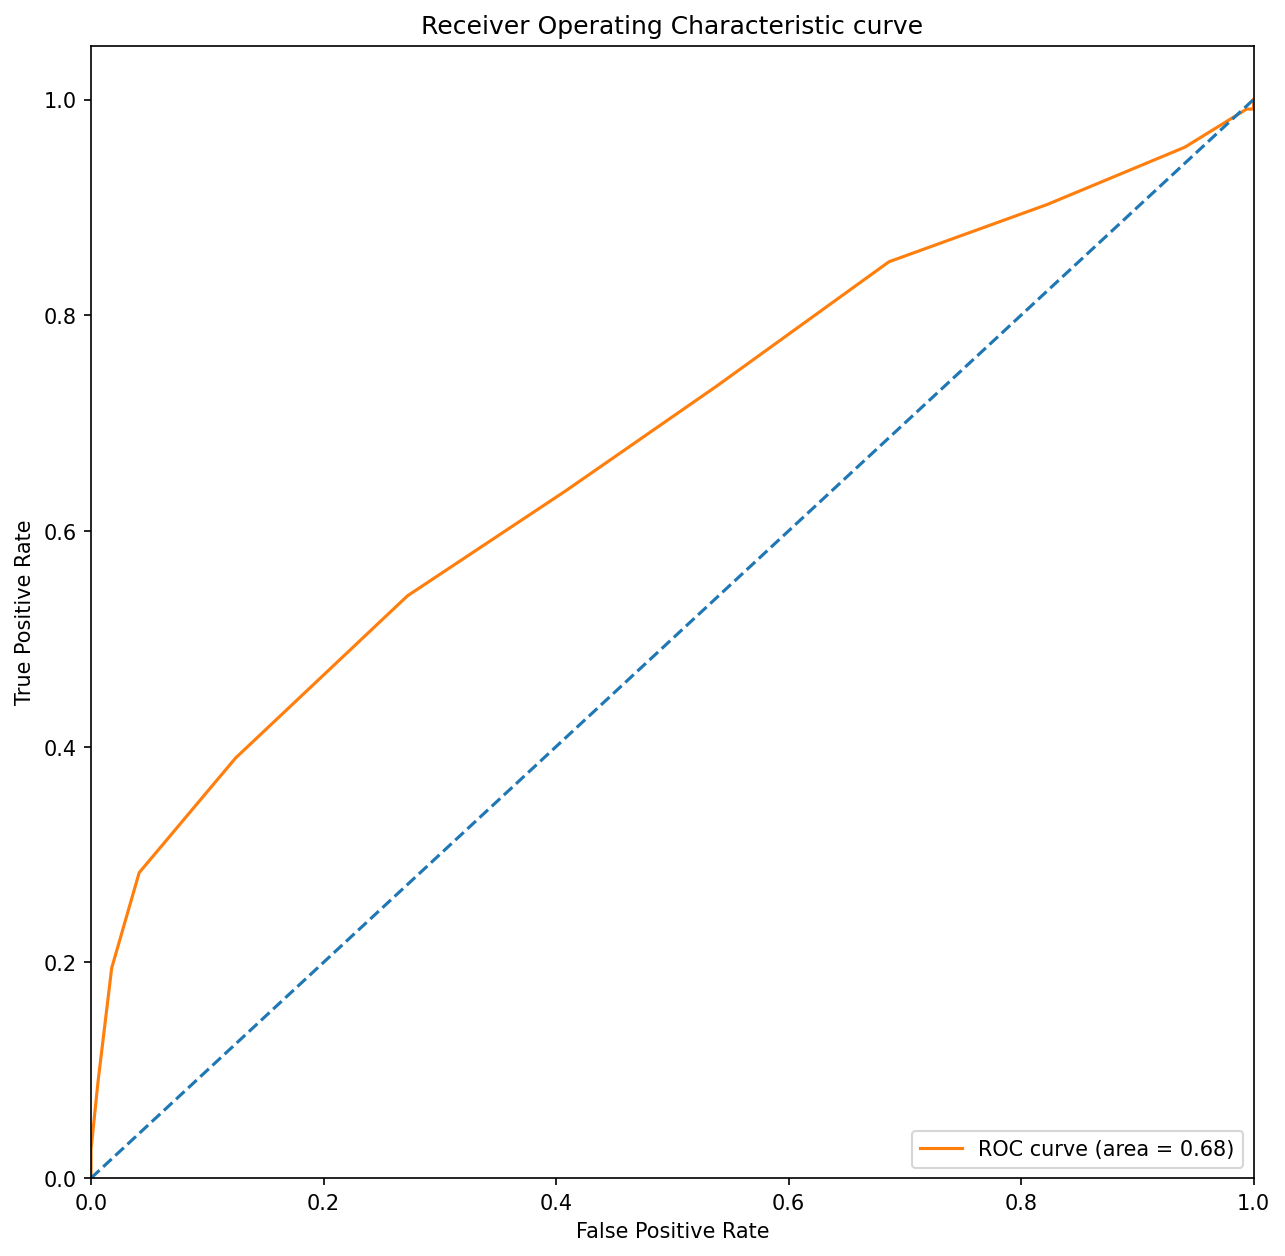 Receiver Operating Characteristic curve
1.0
0.8
0.6
0.4
0.2
0.0
True Positive Rate
ROC curve (area = 0.68)
0.0 0.2 0.4 0.6 0.8 1.0
False Positive Rate